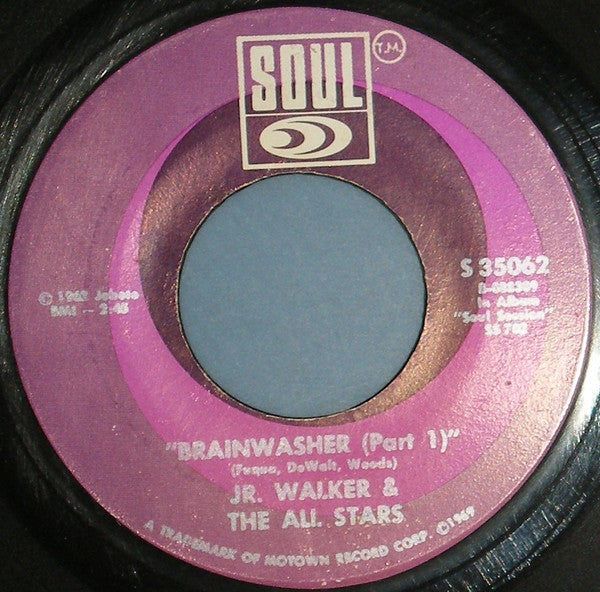 SOUL
T.M.
S 35062
In Album
"Soul Session"
SS 702
© 1962 Jobete
BMI - 2:45
"BRAINWASHER (Part 1)"
(Fuqua, DeWalt, Woods)
JR. WALKER &
THE ALL STARS
A TRADEMARK OF MOTOWN RECORD CORP. ©1969